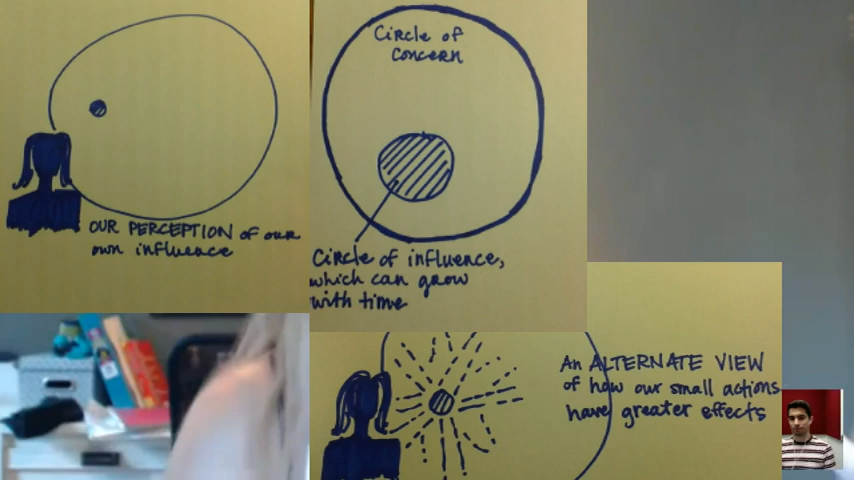 OUR PERCEPTION of our
own influence
Circle of
Concern
Circle of influence,
which can grow
with time
An ALTERNATE VIEW
of how our small actions
have greater effects